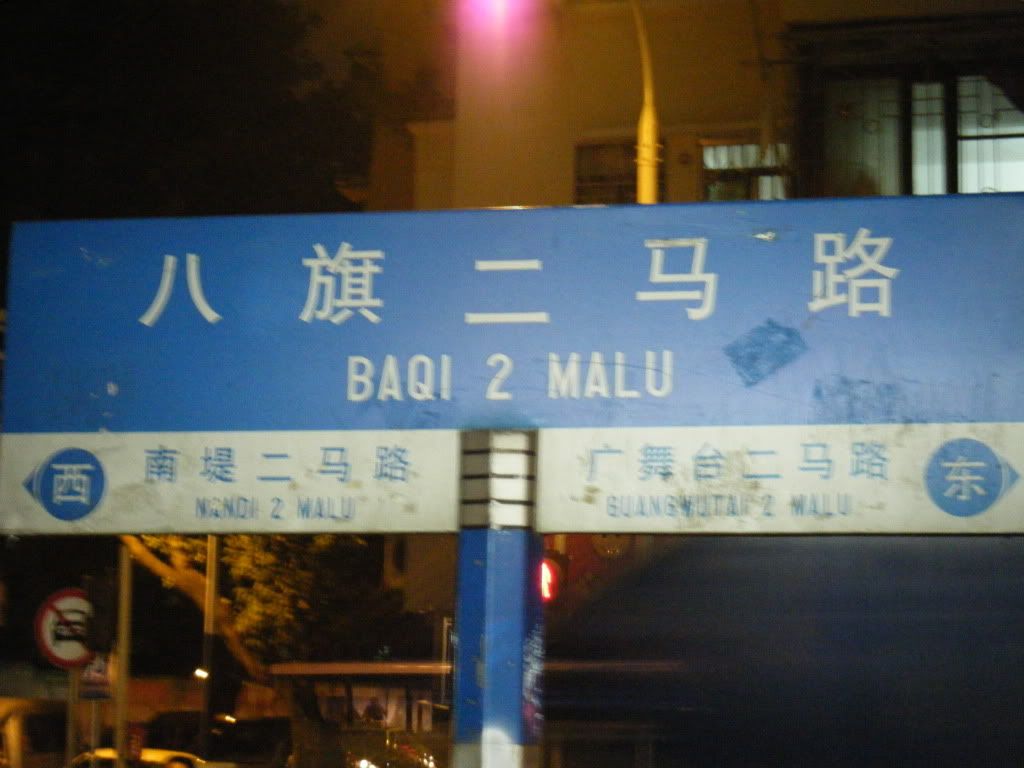 八旗二马路
BAQI 2 MALU
西
南堤二马路
NANDI 2 MALU
广舞台二马路
GUANGWUTAI 2 MALU
东